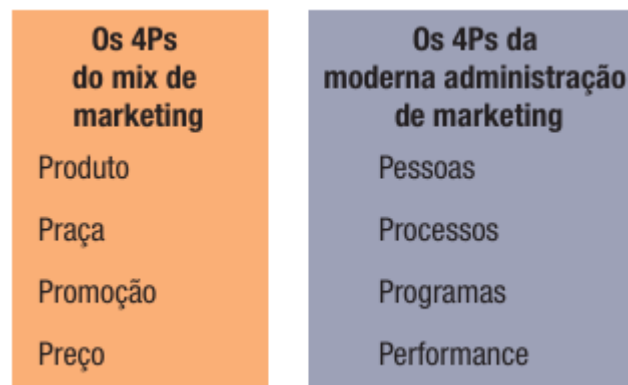 Os 4Ps
do mix de
marketing
Produto
Praça
Promoção
Preço
Os 4Ps da
moderna administração
de marketing
Pessoas
Processos
Programas
Performance